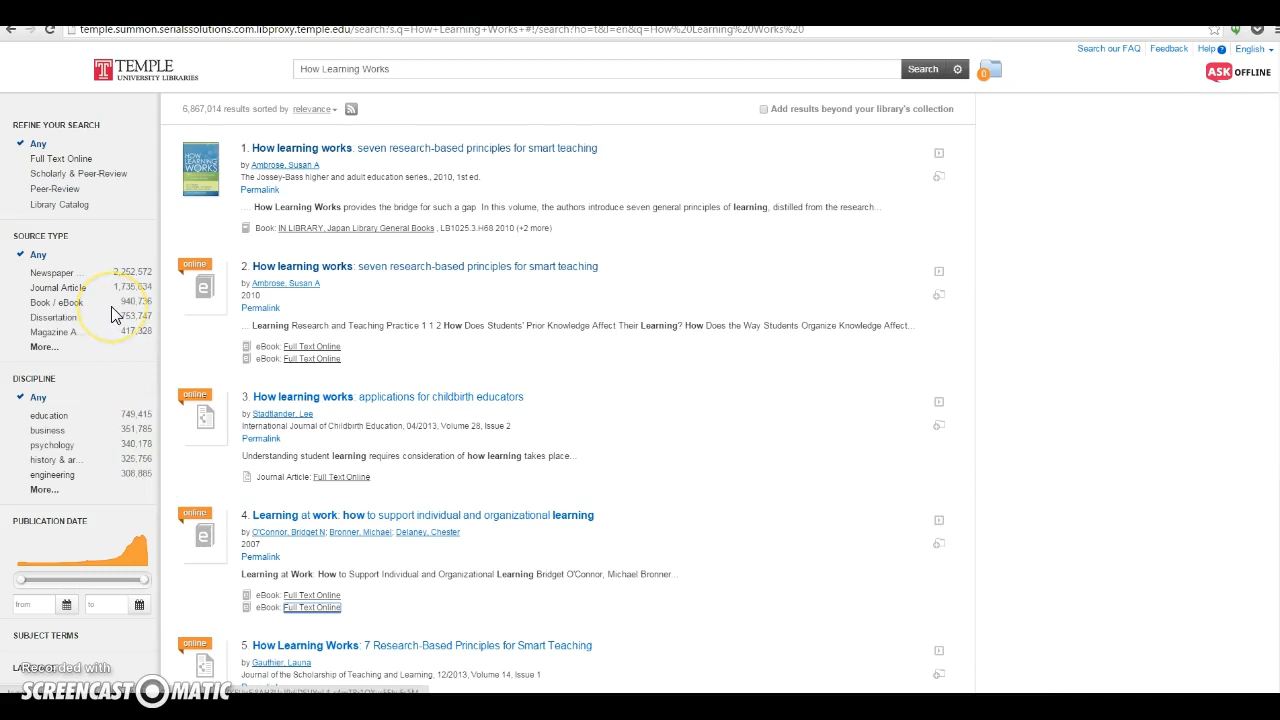 temple.summon.serialssolutions.com.libproxy.temple.edu/search?s.q=How+Learning+Works+#!/search?ho=t&l=en&q=How%20Learning%20Works%20
Search our FAQ Feedback Help ? English
TEMPLE
UNIVERSITY LIBRARIES
How Learning Works
Search
0
ASK OFFLINE
6,867,014 results sorted by relevance
Add results beyond your library's collection
REFINE YOUR SEARCH
Any
Full Text Online
Scholarly & Peer-Review
Peer-Review
Library Catalog
SOURCE TYPE
Any
Newspaper ... 2,252,572
Journal Article 1,735,634
Book / eBook 940,736
Dissertation 753,747
Magazine A... 417,328
More...
DISCIPLINE
Any
education 749,415
business 351,785
psychology 340,178
history & ar... 325,756
engineering 308,885
More...
PUBLICATION DATE
from
to
SUBJECT TERMS
HOW LEARNING WORKS
1. How learning works: seven research-based principles for smart teaching
by Ambrose, Susan A
The Jossey-Bass higher and adult education series., 2010, 1st ed.
Permalink
... How Learning Works provides the bridge for such a gap. In this volume, the authors introduce seven general principles of learning, distilled from the research...
Book: IN LIBRARY, Japan Library General Books , LB1025.3.H68 2010 (+2 more)
online
2. How learning works: seven research-based principles for smart teaching
by Ambrose, Susan A
2010
Permalink
... Learning Research and Teaching Practice 1 1 2 How Does Students' Prior Knowledge Affect Their Learning? How Does the Way Students Organize Knowledge Affect...
eBook: Full Text Online
eBook: Full Text Online
online
3. How learning works: applications for childbirth educators
by Stadtlander, Lee
International Journal of Childbirth Education, 04/2013, Volume 28, Issue 2
Permalink
Understanding student learning requires consideration of how learning takes place...
Journal Article: Full Text Online
online
4. Learning at work: how to support individual and organizational learning
by O'Connor, Bridget N; Bronner, Michael; Delaney, Chester
2007
Permalink
Learning at Work: How to Support Individual and Organizational Learning Bridget O'Connor, Michael Bronner...
eBook: Full Text Online
eBook: Full Text Online
online
5. How Learning Works: 7 Research-Based Principles for Smart Teaching
by Gauthier, Launa
Journal of the Scholarship of Teaching and Learning, 12/2013, Volume 14, Issue 1
Recorded with
SCREENCAST MATIC